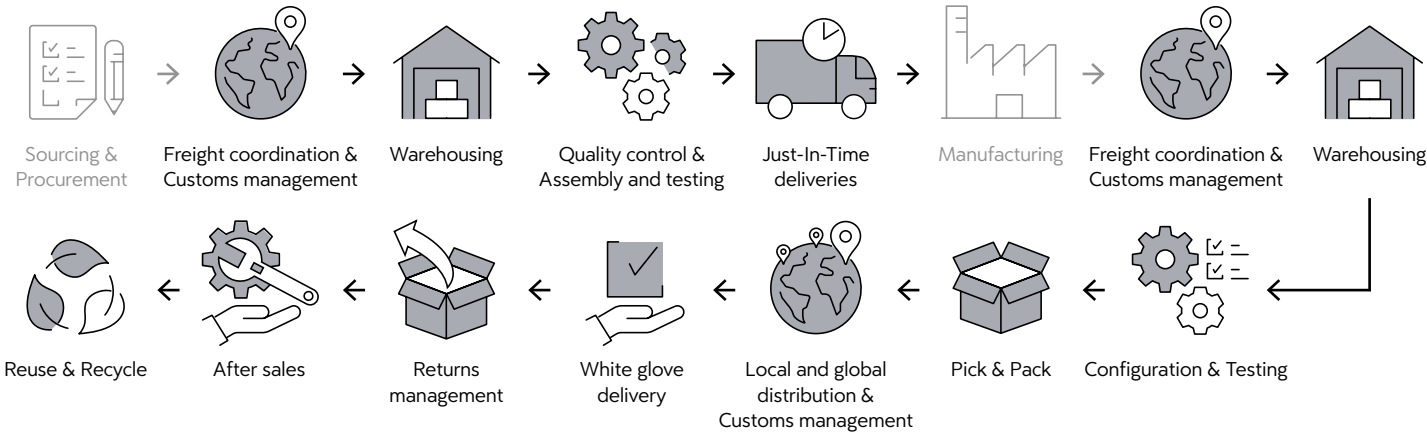 Sourcing &
Procurement
Freight coordination &
Customs management
Warehousing
Quality control &
Assembly and testing
Just-In-Time
deliveries
Manufacturing
Freight coordination &
Customs management
Warehousing
Configuration & Testing
Pick & Pack
Local and global
distribution &
Customs management
White glove
delivery
Returns
management
After sales
Reuse & Recycle